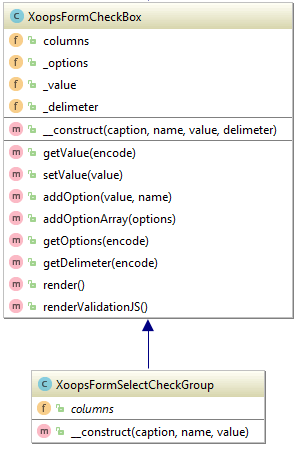 C XoopsFormCheckBox
f columns
f _options
f _value
f _delimeter
m __construct(caption, name, value, delimeter)
m getValue(encode)
m setValue(value)
m addOption(value, name)
m addOptionArray(options)
m getOptions(encode)
m getDelimeter(encode)
m render()
m renderValidationJS()
C XoopsFormSelectCheckGroup
f columns
m __construct(caption, name, value)